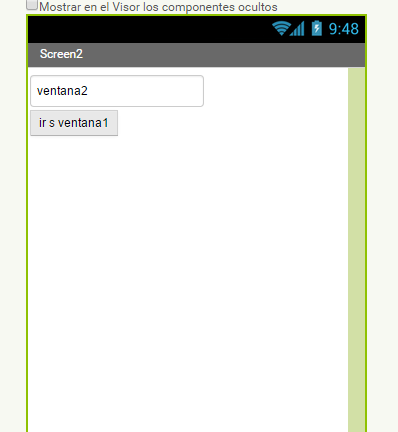 Mostrar en el Visor los componentes ocultos
9:48
Screen2
ventana2
ir s ventana1